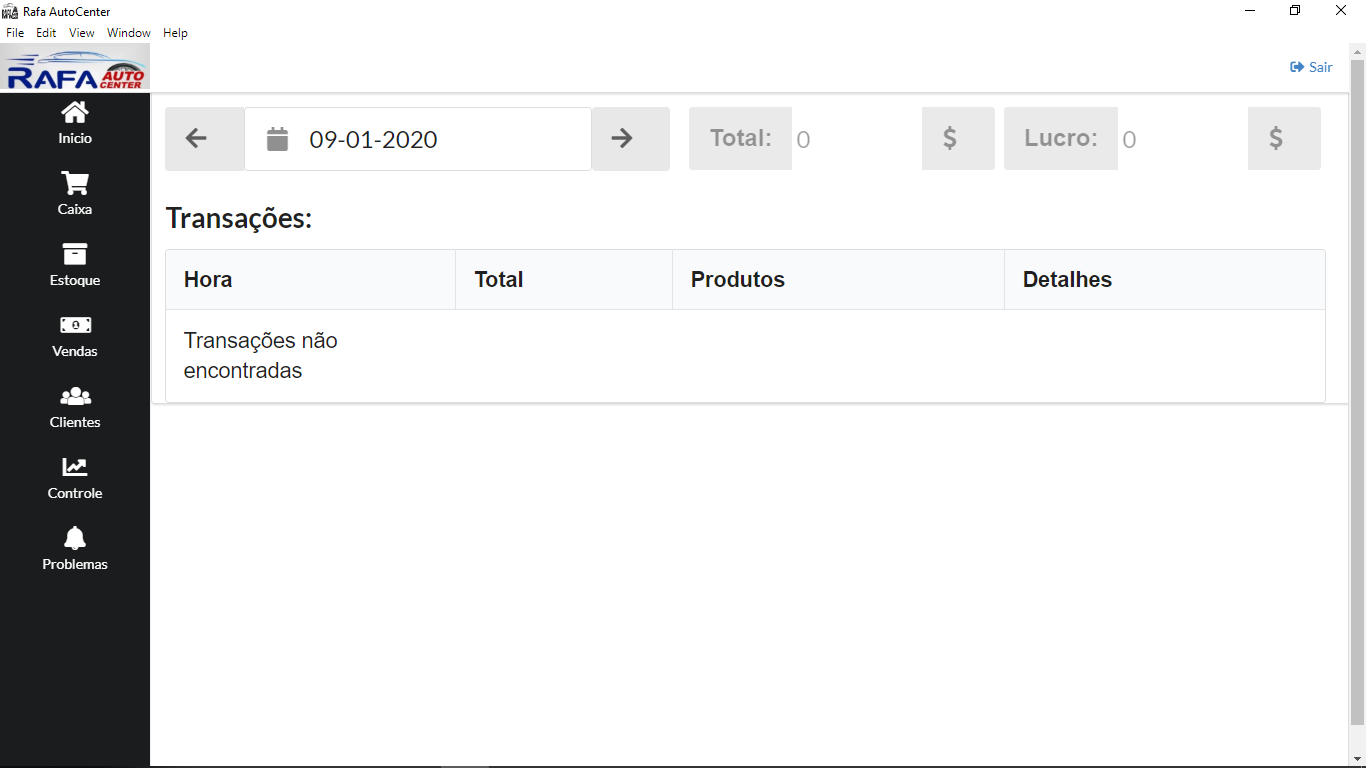 Rafa AutoCenter
File Edit View Window Help
RAFA AUTO CENTER
Sair
Inicio
Caixa
Estoque
Vendas
Clientes
Controle
Problemas
09-01-2020 Total: 0 $ Lucro: 0 $
Transações:
Hora Total Produtos Detalhes
Transações não
encontradas